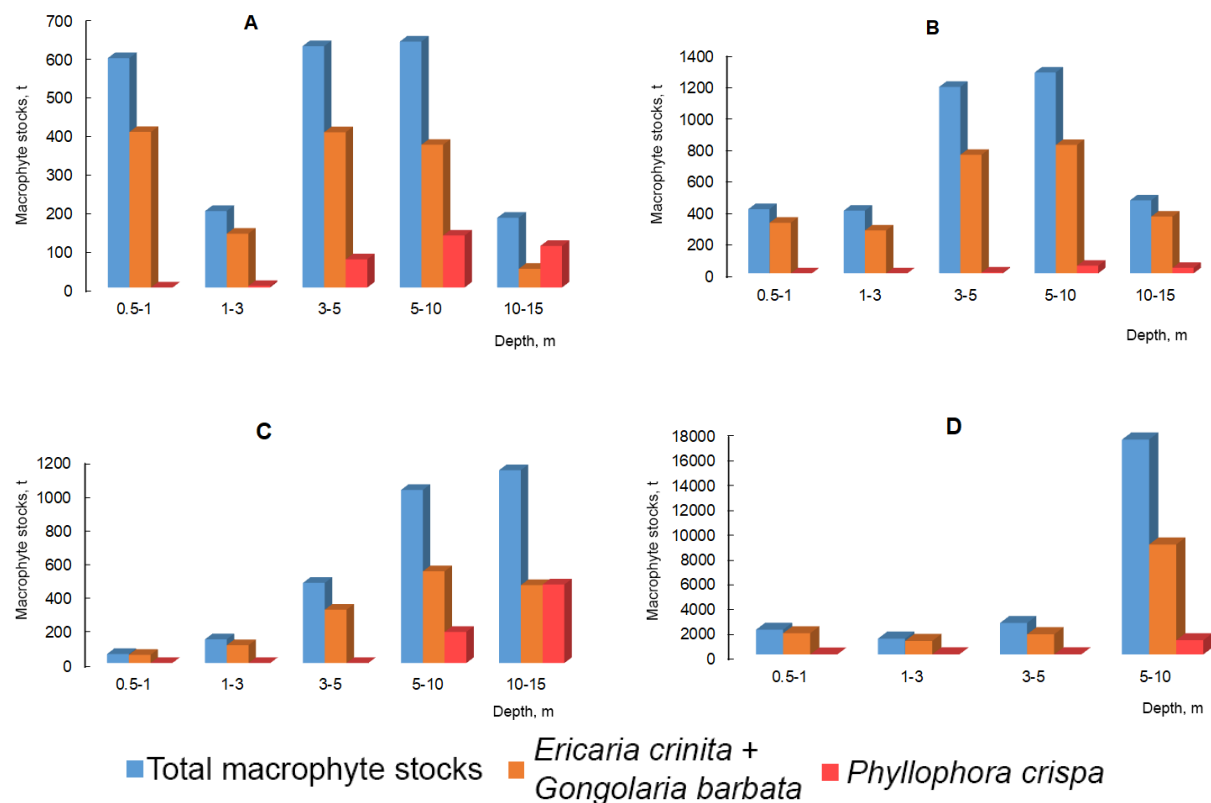 A
Macrophyte stocks, t
700
600
500
400
300
200
100
0
0.5-1 1-3 3-5 5-10 10-15
Depth, m
B
Macrophyte stocks, t
1400
1200
1000
800
600
400
200
0
0.5-1 1-3 3-5 5-10 10-15
Depth, m
C
Macrophyte stocks, t
1200
1000
800
600
400
200
0
0.5-1 1-3 3-5 5-10 10-15
Depth, m
D
Macrophyte stocks, t
18000
16000
14000
12000
10000
8000
6000
4000
2000
0
0.5-1 1-3 3-5 5-10
Depth, m
Total macrophyte stocks
Ericaria crinita +
Gongolaria barbata
Phyllophora crispa